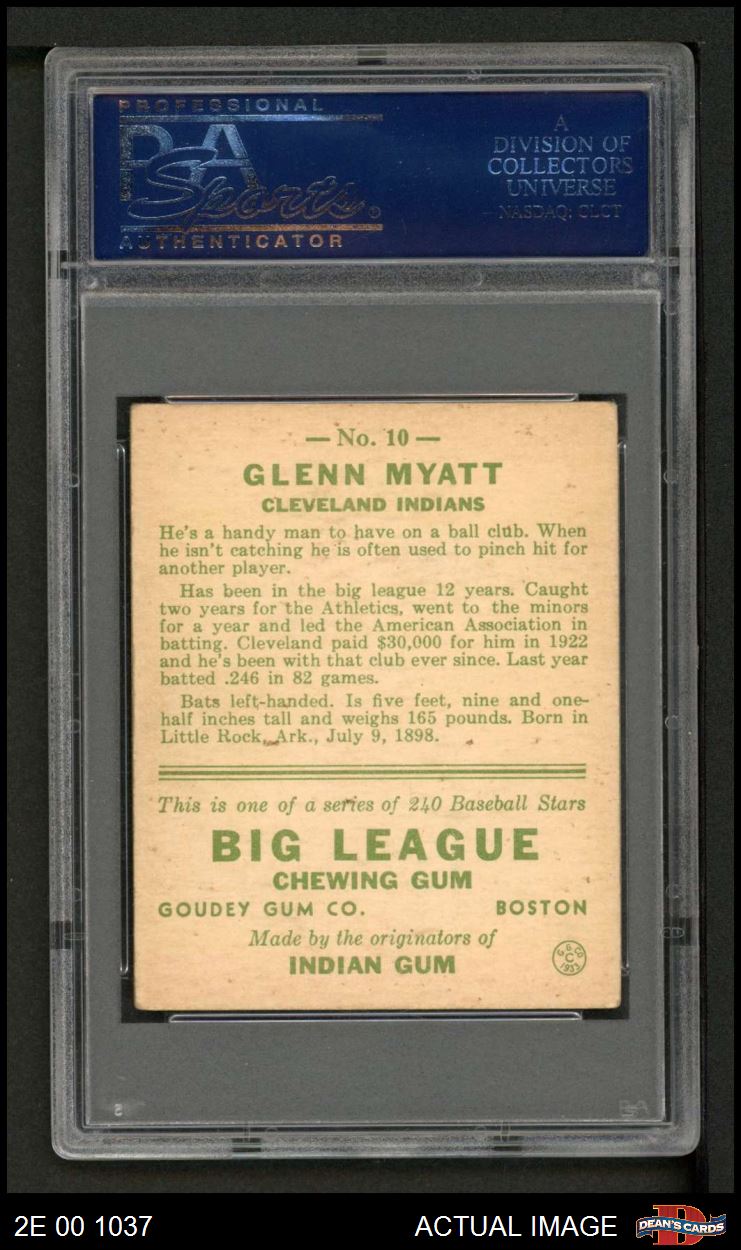 PROFESSIONAL
PSA
Sports®
AUTHENTICATOR
A
DIVISION OF
COLLECTORS
UNIVERSE
NASDAQ: CLCT
— No. 10 —
GLENN MYATT
CLEVELAND INDIANS
He's a handy man to have on a ball club. When
he isn't catching he is often used to pinch hit for
another player.
Has been in the big league 12 years. Caught
two years for the Athletics, went to the minors
for a year and led the American Association in
batting. Cleveland paid $30,000 for him in 1922
and he's been with that club ever since. Last year
batted .246 in 82 games.
Bats left-handed. Is five feet, nine and one-
half inches tall and weighs 165 pounds. Born in
Little Rock, Ark., July 9, 1898.
This is one of a series of 240 Baseball Stars
BIG LEAGUE
CHEWING GUM
GOUDEY GUM CO. BOSTON
Made by the originators of
INDIAN GUM
G. G. CO
C
1933
2E 00 1037 ACTUAL IMAGE
DEAN'S CARDS